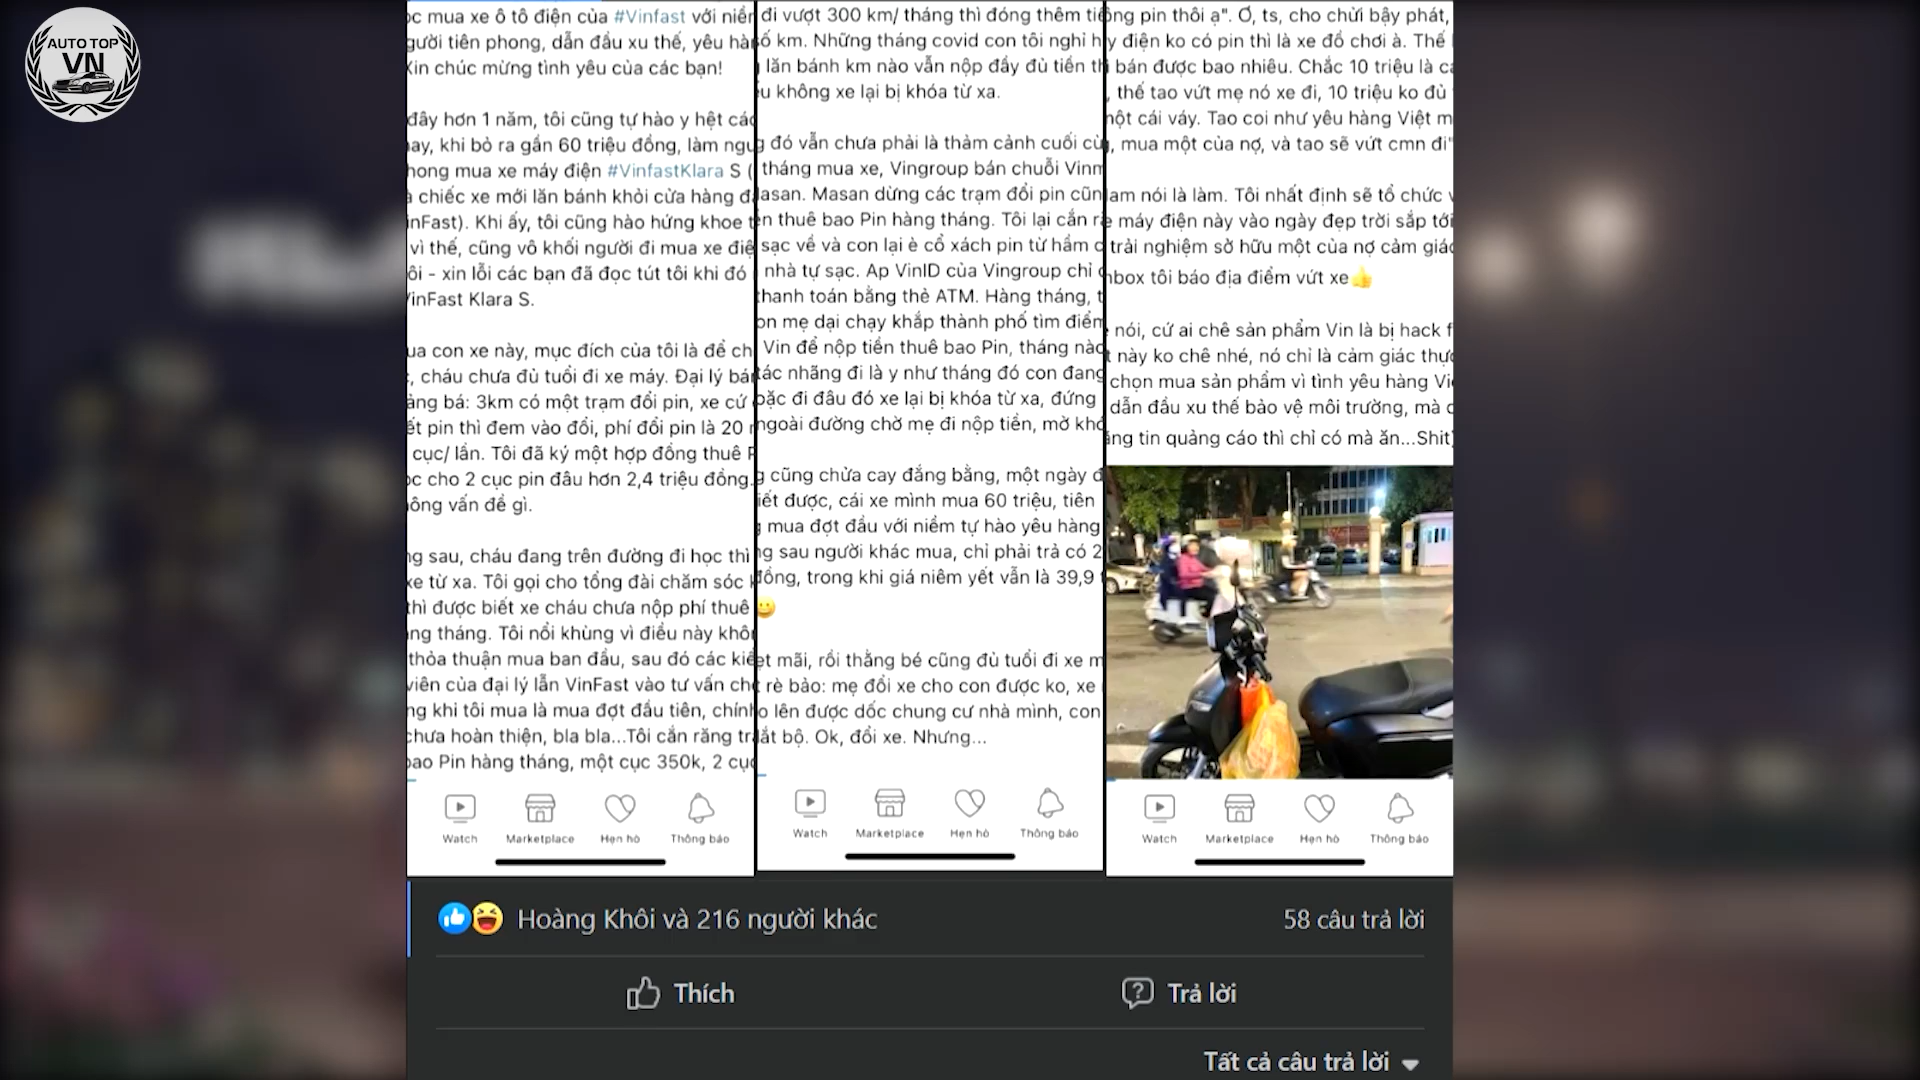 AUTO TOP
VN
ọc mua xe ô tô điện của #Vinfast với niềm
gười tiên phong, dẫn đầu xu thế, yêu hàn
Xin chúc mừng tình yêu của các bạn!
đây hơn 1 năm, tôi cũng tự hào y hệt các
nay, khi bỏ ra gần 60 triệu đồng, làm ngư
hong mua xe máy điện #VinfastKlara S (
à chiếc xe mới lăn bánh khỏi cửa hàng đ
inFast). Khi ấy, tôi cũng hào hứng khoe t
vì thế, cũng vô khối người đi mua xe điệ
ôi - xin lỗi các bạn đã đọc tút tôi khi đó
VinFast Klara S.
ua con xe này, mục đích của tôi là để ch
, cháu chưa đủ tuổi đi xe máy. Đại lý bán
ảng bá: 3km có một trạm đổi pin, xe cứ
ết pin thì đem vào đổi, phí đổi pin là 20 n
cục/ lần. Tôi đã ký một hợp đồng thuê P
ọc cho 2 cục pin đâu hơn 2,4 triệu đồng.
ông vấn đề gì.
ng sau, cháu đang trên đường đi học thì
xe từ xa. Tôi gọi cho tổng đài chăm sóc k
thì được biết xe cháu chưa nộp phí thuê
ng tháng. Tôi nổi khùng vì điều này khôn
thỏa thuận mua ban đầu, sau đó các kiể
viên của đại lý lẫn VinFast vào tư vấn ch
ng khi tôi mua là mua đợt đầu tiên, chính
chưa hoàn thiện, bla bla...Tôi cắn răng tr
bao Pin hàng tháng, một cục 350k, 2 cục
Watch Marketplace Hẹn hò Thông báo
đi vượt 300 km/ tháng thì đóng thêm tiề
số km. Những tháng covid con tôi nghỉ h
lăn bánh km nào vẫn nộp đầy đủ tiền th
u không xe lại bị khóa từ xa.
g đó vẫn chưa phải là thảm cảnh cuối cù
tháng mua xe, Vingroup bán chuỗi Vinm
Masan. Masan dừng các trạm đổi pin cũn
ền thuê bao Pin hàng tháng. Tôi lại cắn r
sạc về và con lại è cổ xách pin từ hầm c
nhà tự sạc. Ap VinID của Vingroup chỉ c
thanh toán bằng thẻ ATM. Hàng tháng, t
on mẹ dại chạy khắp thành phố tìm điểm
Vin để nộp tiền thuê bao Pin, tháng nào
tác nhãng đi là y như tháng đó con đang
oặc đi đâu đó xe lại bị khóa từ xa, đứng
ngoài đường chờ mẹ đi nộp tiền, mở khó
g cũng chửa cay đắng bằng, một ngày đ
iết được, cái xe mình mua 60 triệu, tiên
g mua đợt đầu với niềm tự hào yêu hàng
ng sau người khác mua, chỉ phải trả có 2
đồng, trong khi giá niêm yết vẫn là 39,9
ẹt mãi, rồi thằng bé cũng đủ tuổi đi xe m
rè bảo: mẹ đổi xe cho con được ko, xe
o lên được dốc chung cư nhà mình, con
dắt bộ. Ok, đổi xe. Nhưng...
Watch Marketplace Hẹn hò Thông báo
ông pin thôi ạ". Ơ, ts, cho chửi bậy phát,
y điện ko có pin thì là xe đồ chơi à. Thế
bán được bao nhiêu. Chắc 10 triệu là c
, thế tao vứt mẹ nó xe đi, 10 triệu ko đủ
một cái váy. Tao coi như yêu hàng Việt m
, mua một của nợ, và tao sẽ vứt cmn đi"
làm nói là làm. Tôi nhất định sẽ tổ chức v
e máy điện này vào ngày đẹp trời sắp tới
trải nghiệm sở hữu một của nợ cảm giác
nbox tôi báo địa điểm vứt xe👍
nói, cứ ai chê sản phẩm Vin là bị hack f
t này ko chê nhé, nó chỉ là cảm giác thực
chọn mua sản phẩm vì tình yêu hàng Vi
dẫn đầu xu thế bảo vệ môi trường, mà c
ăng tin quảng cáo thì chỉ có mà ăn...Shit
Watch Marketplace Hẹn hò Thông báo
Hoàng Khôi và 216 người khác 58 câu trả lời
Thích Trả lời
Tất cả câu trả lời